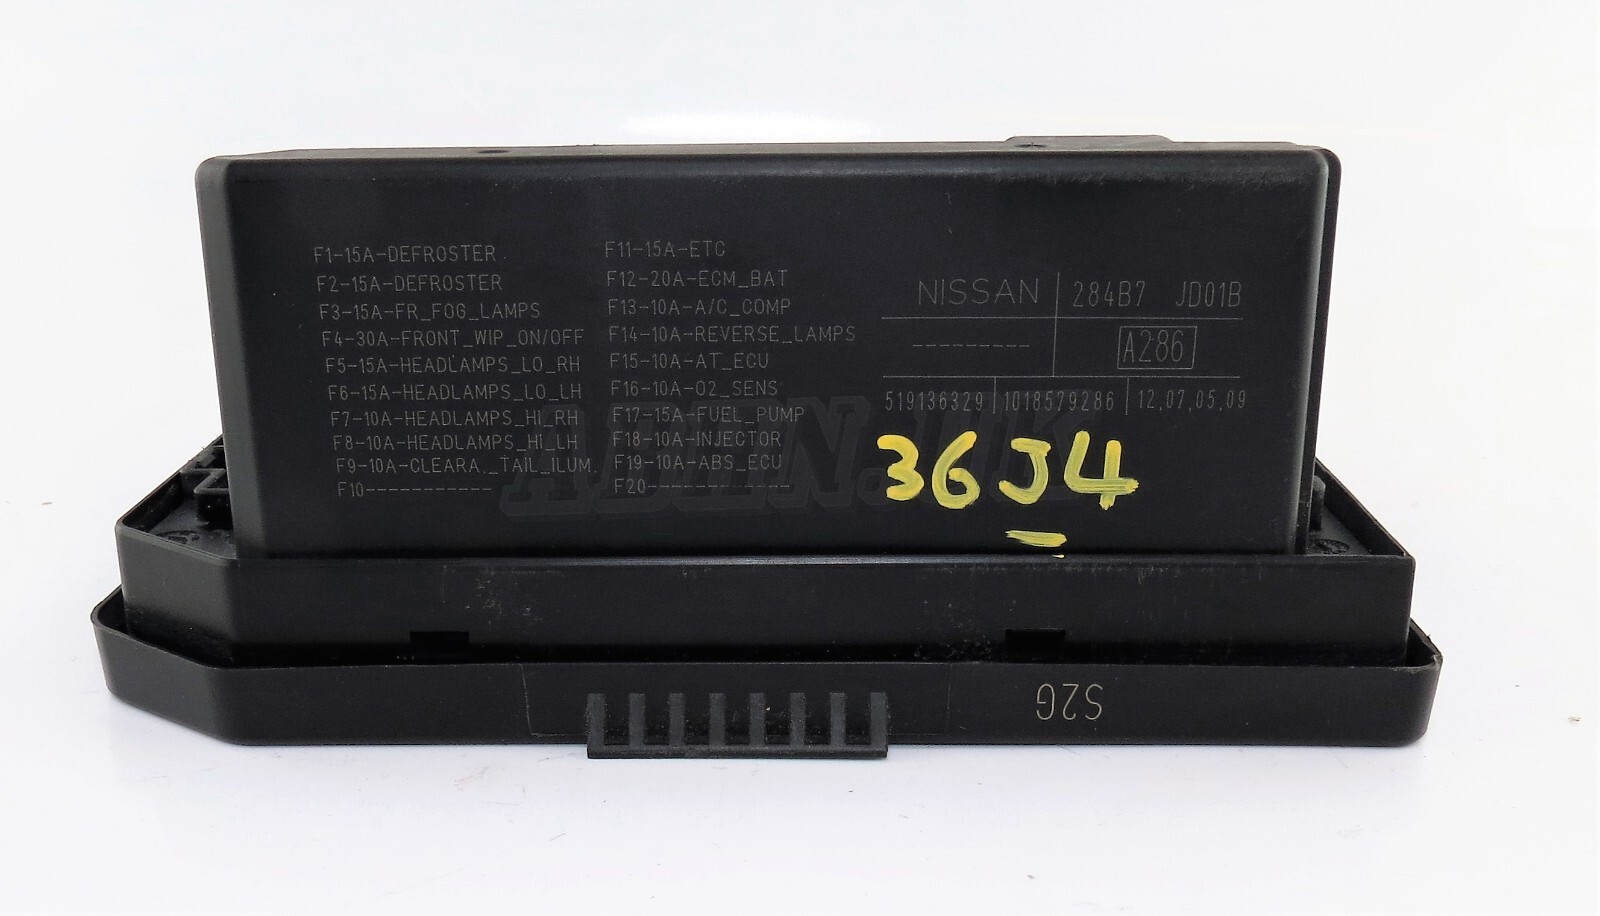 F1-15A-DEFROSTER
F2-15A-DEFROSTER
F3-15A-FR_FOG_LAMPS
F4-30A-FRONT_WIP_ON/OFF
F5-15A-HEADLAMPS_LO_RH
F6-15A-HEADLAMPS_LO_LH
F7-10A-HEADLAMPS_HI_RH
F8-10A-HEADLAMPS_HI_LH
F9-10A-CLEARA._TAIL_ILUM.
F10-----------
F11-15A-ETC
F12-20A-ECM_BAT
F13-10A-A/C_COMP
F14-10A-REVERSE_LAMPS
F15-10A-AT_ECU
F16-10A-O2_SENS
F17-15A-FUEL_PUMP
F18-10A-INJECTOR
F19-10A-ABS_ECU
F20------------
NISSAN 284B7 JD01B
---------- A286
519136329 1018579286 12,07,05,09
36J4
ABIN.UK
S2G